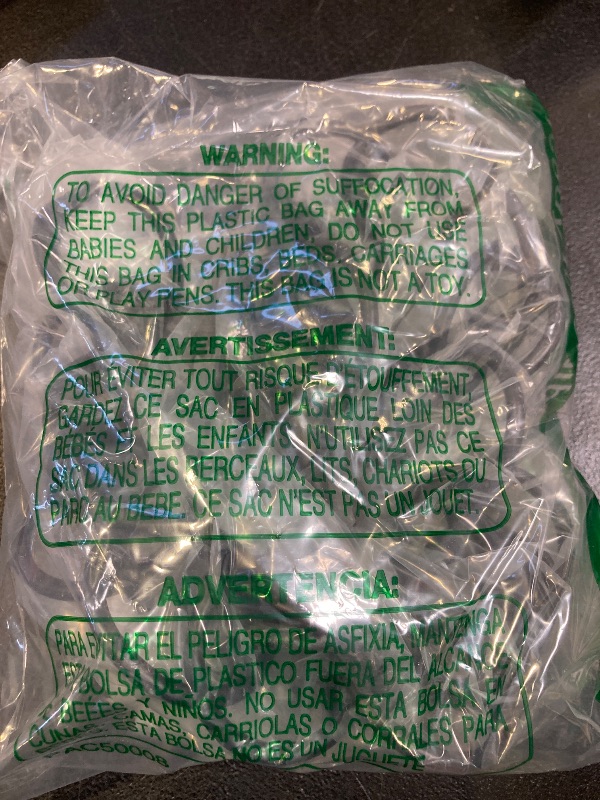 WARNING:
TO AVOID DANGER OF SUFFOCATION,
KEEP THIS PLASTIC BAG AWAY FROM
BABIES AND CHILDREN. DO NOT USE
THIS BAG IN CRIBS, BEDS, CARRIAGES
OR PLAY PENS. THIS BAG IS NOT A TOY.
AVERTISSEMENT:
POUR EVITER TOUT RISQUE D'ETOUFFEMENT,
GARDEZ CE SAC EN PLASTIQUE LOIN DES
BEBES ET LES ENFANTS. N'UTILISEZ PAS CE
SAC DANS LES BERCEAUX, LITS, CHARIOTS OU
PARC AU BEBE. CE SAC N'EST PAS UN JOUET.
ADVERTENCIA:
PARA EVITAR EL PELIGRO DE ASFIXIA, MANTENGA
BOLSA DE PLASTICO FUERA DEL ALCANCE
BEBES Y NINOS. NO USAR ESTA BOLSA EN
CUNAS, CAMAS, CARRIOLAS O CORRALES PARA
ESTA BOLSA NO ES UN JUGUETE